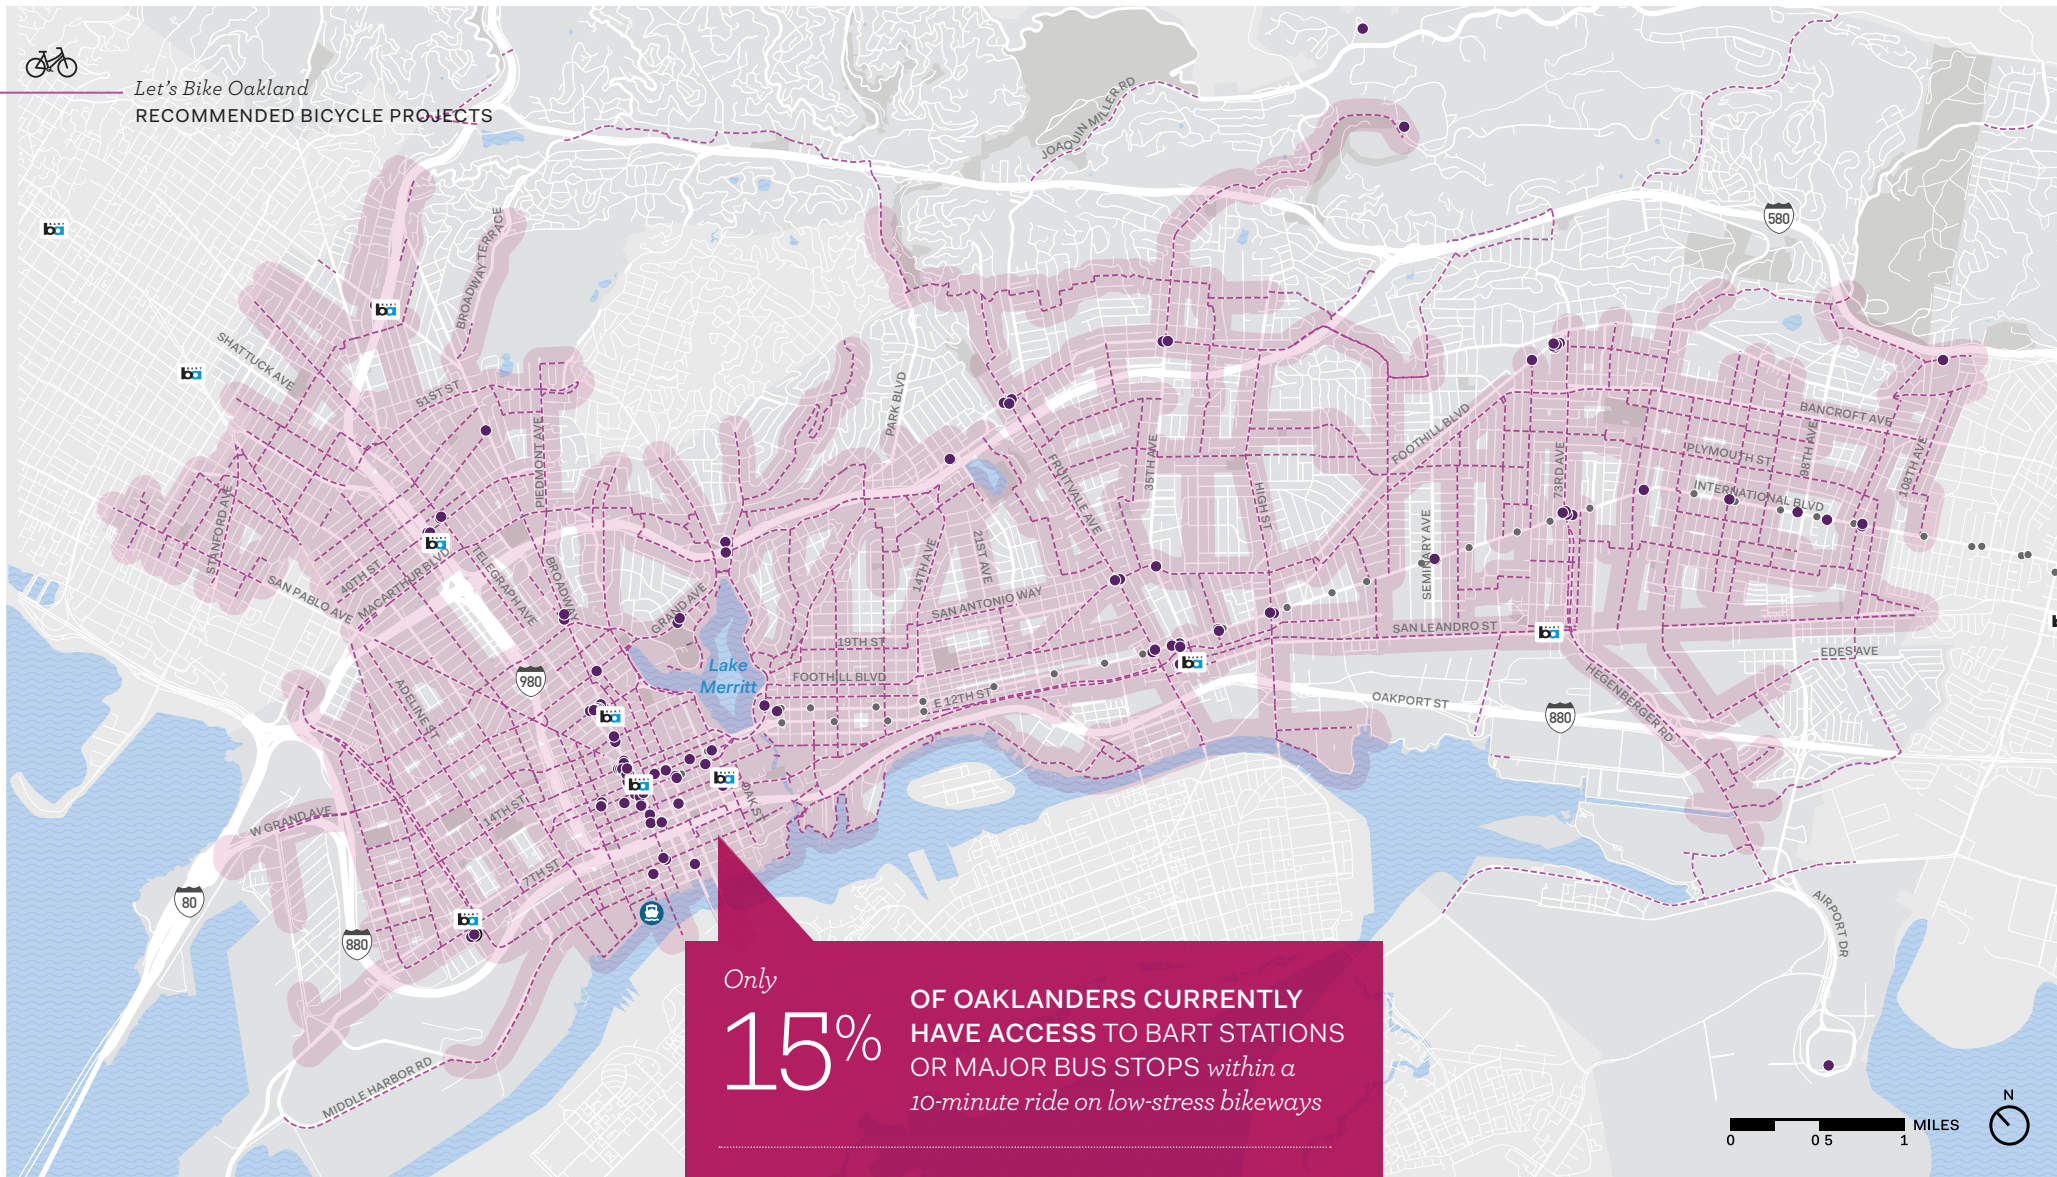 Let's Bike Oakland
RECOMMENDED BICYCLE PROJECTS
JOAQUIN MILLER RD
580
BROADWAY TERRACE
SHATTUCK AVE
51ST ST
PARK BLVD
PIEDMONT AVE
FRUITVALE AVE
35TH AVE
HIGH ST
FOOTHILL BLVD
BANCROFT AVE
PLYMOUTH ST
98TH AVE
108TH AVE
INTERNATIONAL BLVD
73RD AVE
SEMINARY AVE
STANFORD AVE
SAN PABLO AVE
40TH ST
MACARTHUR BLVD
TELEGRAPH AVE
BROADWAY
GRAND AVE
14TH AVE
21ST AVE
SAN ANTONIO WAY
19TH ST
FOOTHILL BLVD
SAN LEANDRO ST
EDES AVE
HEGENBERGER RD
OAKPORT ST
880
E 12TH ST
Lake
Merritt
980
ADELINE ST
14TH ST
OAK ST
W GRAND AVE
7TH ST
80
880
MIDDLE HARBOR RD
AIRPORT DR
Only
15%
OF OAKLANDERS CURRENTLY
HAVE ACCESS TO BART STATIONS
OR MAJOR BUS STOPS within a
10-minute ride on low-stress bikeways
N
MILES
0 0 5 1